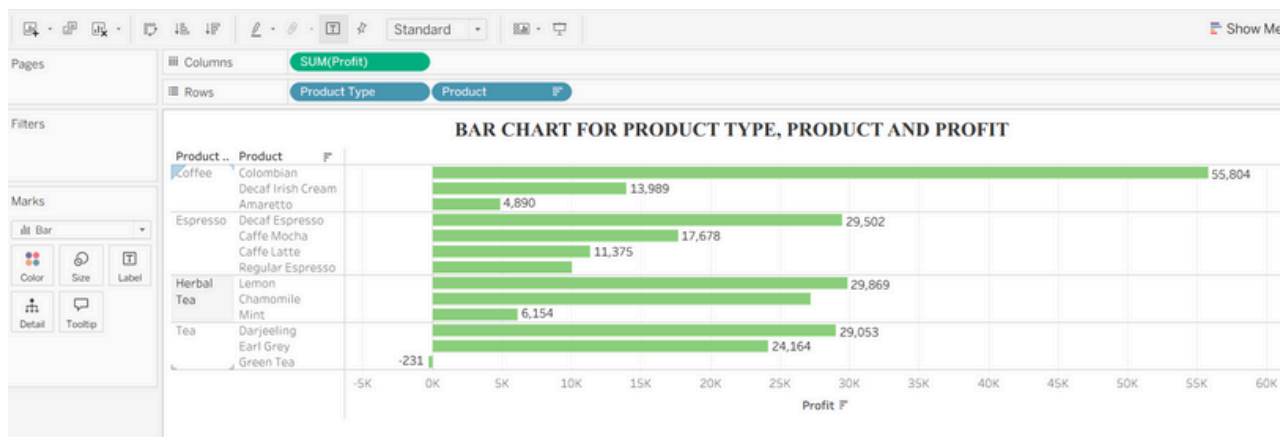 Standard
Show Me
Pages
Columns
SUM(Profit)
Rows
Product Type
Product
Filters
BAR CHART FOR PRODUCT TYPE, PRODUCT AND PROFIT
Product .. Product
Coffee Colombian 55,804
Decaf Irish Cream 13,989
Amaretto 4,890
Marks
Espresso Decaf Espresso 29,502
Bar
Caffe Mocha 17,678
Caffe Latte 11,375
Regular Espresso
Color Size Label
Herbal Tea Lemon 29,869
Chamomile
Mint 6,154
Detail Tooltip
Tea Darjeeling 29,053
Earl Grey 24,164
Green Tea -231
-5K 0K 5K 10K 15K 20K 25K 30K 35K 40K 45K 50K 55K 60K
Profit